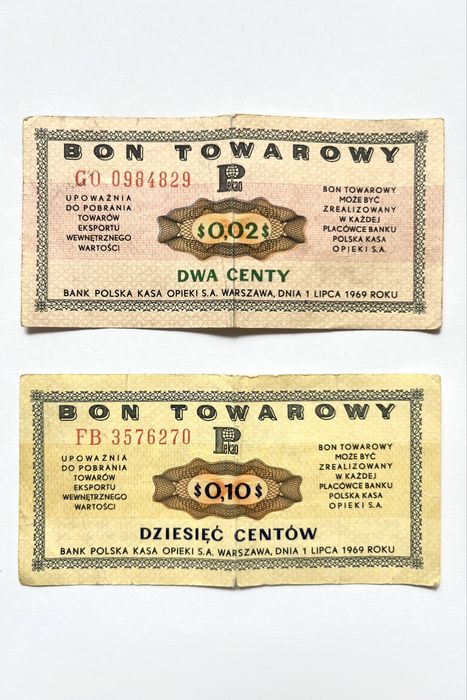 BON TOWAROWY
GO 0984829
Pekao
UPOWAŻNIA
DO POBRANIA
TOWARÓW
EKSPORTU
WEWNĘTRZNEGO
WARTOŚCI
$0,02$
BON TOWAROWY
MOŻE BYĆ
ZREALIZOWANY
W KAŻDEJ
PLACÓWCE BANKU
POLSKA KASA
OPIEKI S.A.
DWA CENTY
BANK POLSKA KASA OPIEKI S.A. WARSZAWA, DNIA 1 LIPCA 1969 ROKU
BON TOWAROWY
FB 3576270
Pekao
UPOWAŻNIA
DO POBRANIA
TOWARÓW
EKSPORTU
WEWNĘTRZNEGO
WARTOŚCI
$0,10$
BON TOWAROWY
MOŻE BYĆ
ZREALIZOWANY
W KAŻDEJ
PLACÓWCE BANKU
POLSKA KASA
OPIEKI S.A.
DZIESIĘĆ CENTÓW
BANK POLSKA KASA OPIEKI S.A. WARSZAWA, DNIA 1 LIPCA 1969 ROKU